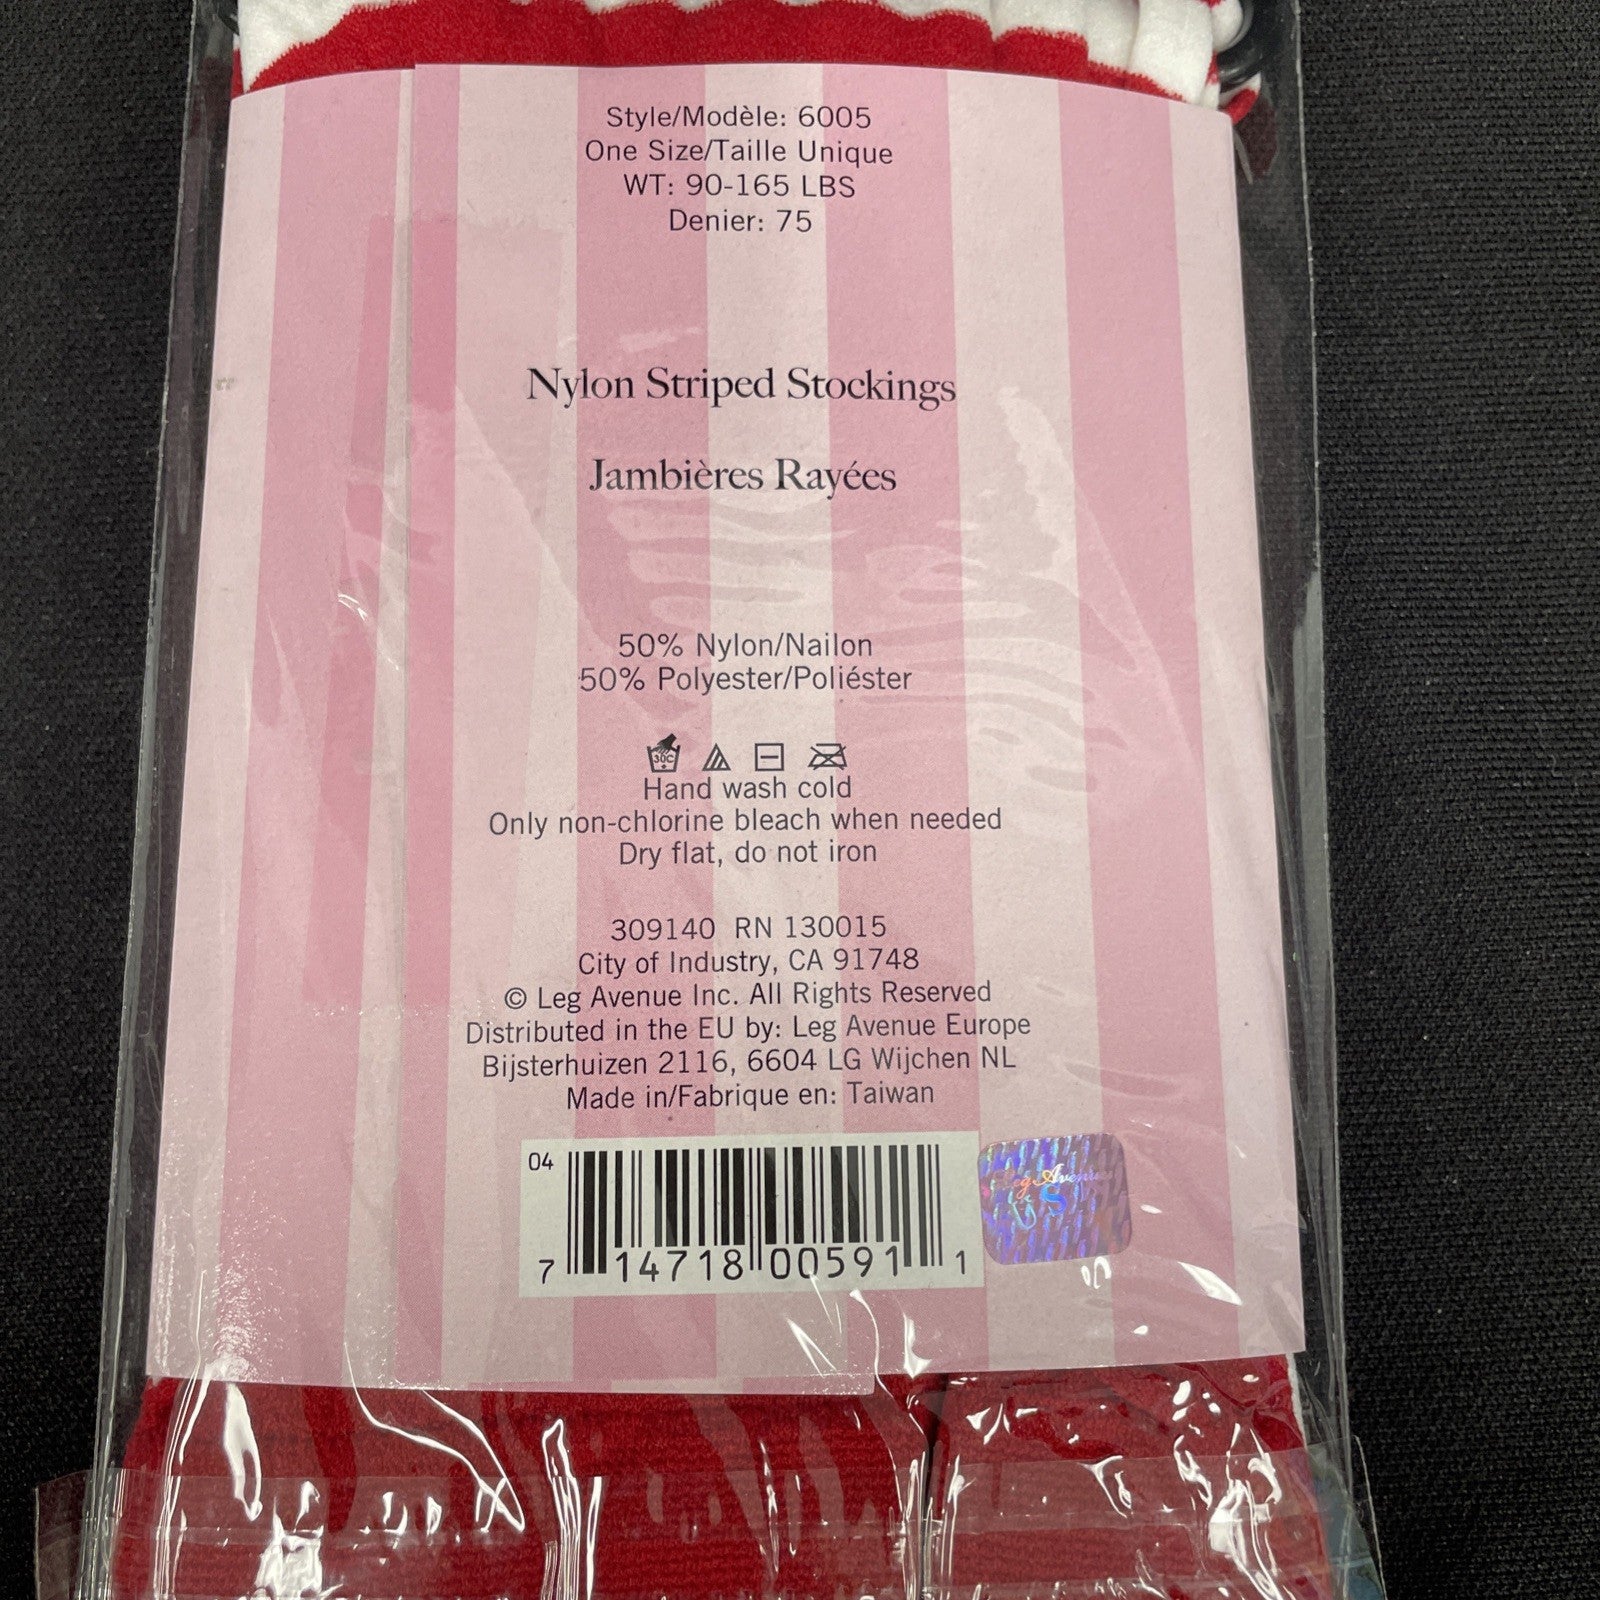 Style/Modèle: 6005
One Size/Taille Unique
WT: 90-165 LBS
Denier: 75
Nylon Striped Stockings
Jambières Rayées
50% Nylon/Nailon
50% Polyester/Poliéster
30C
Hand wash cold
Only non-chlorine bleach when needed
Dry flat, do not iron
309140 RN 130015
City of Industry, CA 91748
© Leg Avenue Inc. All Rights Reserved
Distributed in the EU by: Leg Avenue Europe
Bijsterhuizen 2116, 6604 LG Wijchen NL
Made in/Fabrique en: Taiwan
04
7 14718 00591 1
Leg Avenue